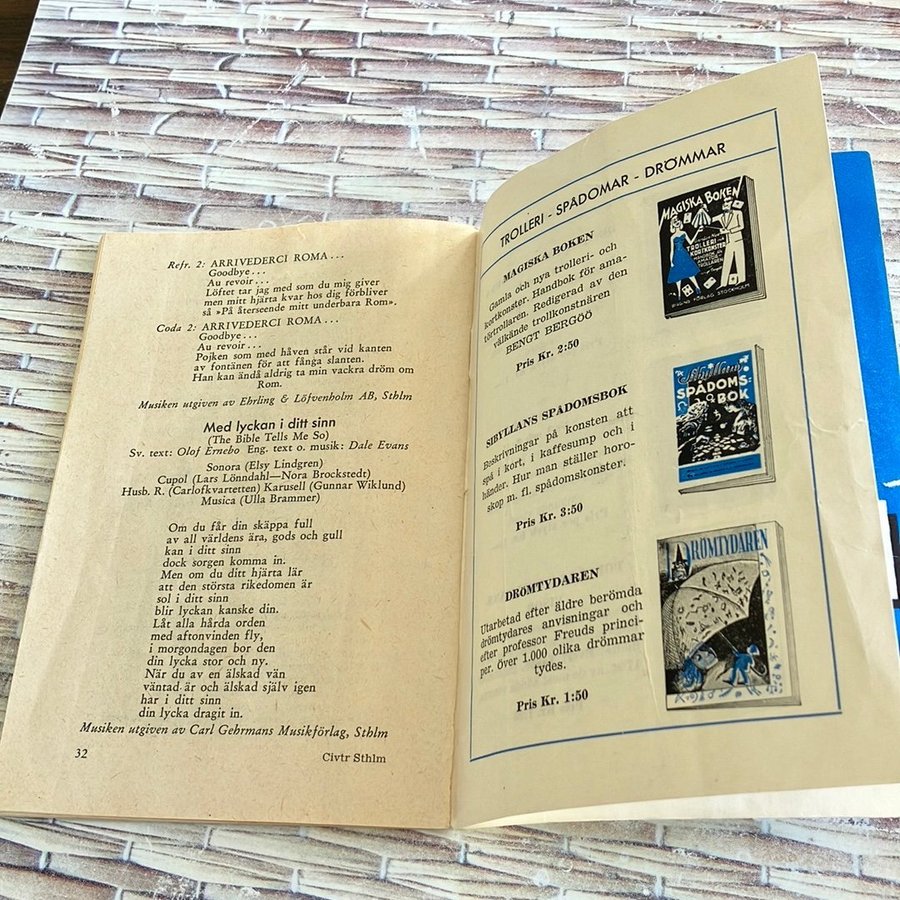 Refr. 2: ARRIVEDERCI ROMA...
Goodbye...
Au revoir...
Löftet tar jag med som du mig giver
men mitt hjärta kvar hos dig förbliver
så »På återseende mitt underbara Rom».
Coda 2: ARRIVEDERCI ROMA...
Goodbye...
Au revoir...
Pojken som med håven står vid kanten
av fontänen för att fånga slanten.
Han kan ändå aldrig ta min vackra dröm om
Rom.
Musiken utgiven av Ehrling & Löfvenholm AB, Sthlm
Med lyckan i ditt sinn
(The Bible Tells Me So)
Sv. text: Olof Ernebo Eng. text o. musik: Dale Evans
Sonora (Elsy Lindgren)
Cupol (Lars Lönndahl—Nora Brockstedt)
Husb. R. (Carlofkvartetten) Karusell (Gunnar Wiklund)
Musica (Ulla Brammer)
Om du får din skäppa full
av all världens ära, gods och gull
kan i ditt sinn
dock sorgen komma in.
Men om du ditt hjärta lär
att den största rikedomen är
sol i ditt sinn
blir lyckan kanske din.
Låt alla hårda orden
med aftonvinden fly,
i morgondagen bor den
din lycka stor och ny.
När du av en älskad vän
väntad är och älskad själv igen
har i ditt sinn
din lycka dragit in.
Musiken utgiven av Carl Gehrmans Musikförlag, Sthlm
32
Civtr Sthlm
TROLLERI - SPÅDOMAR - DRÖMMAR
MAGISKA BOKEN
Gamla och nya trolleri- och
kortkonster. Handbok för ama-
törtrollaren. Redigerad av den
välkände trollkonstnären
BENGT BERGÖÖ
Pris Kr. 2:50
MAGISKA BOKEN
TROLLERI OCH
KORTKONSTER
FÖRLAG STOCKHOLM
SIBYLLANS SPÅDOMSBOK
Beskrivningar på konsten att
spå i kort, i kaffesump och i
händer. Hur man ställer horo-
skop m. fl. spådomskonster.
Pris Kr. 3:50
Sibyllans
SPÅDOMS-
BOK
DRÖMTYDAREN
Utarbetad efter äldre berömda
drömtydares anvisningar och
efter professor Freuds princi-
per. Över 1.000 olika drömmar
tydes.
Pris Kr. 1:50
DRÖMTYDAREN